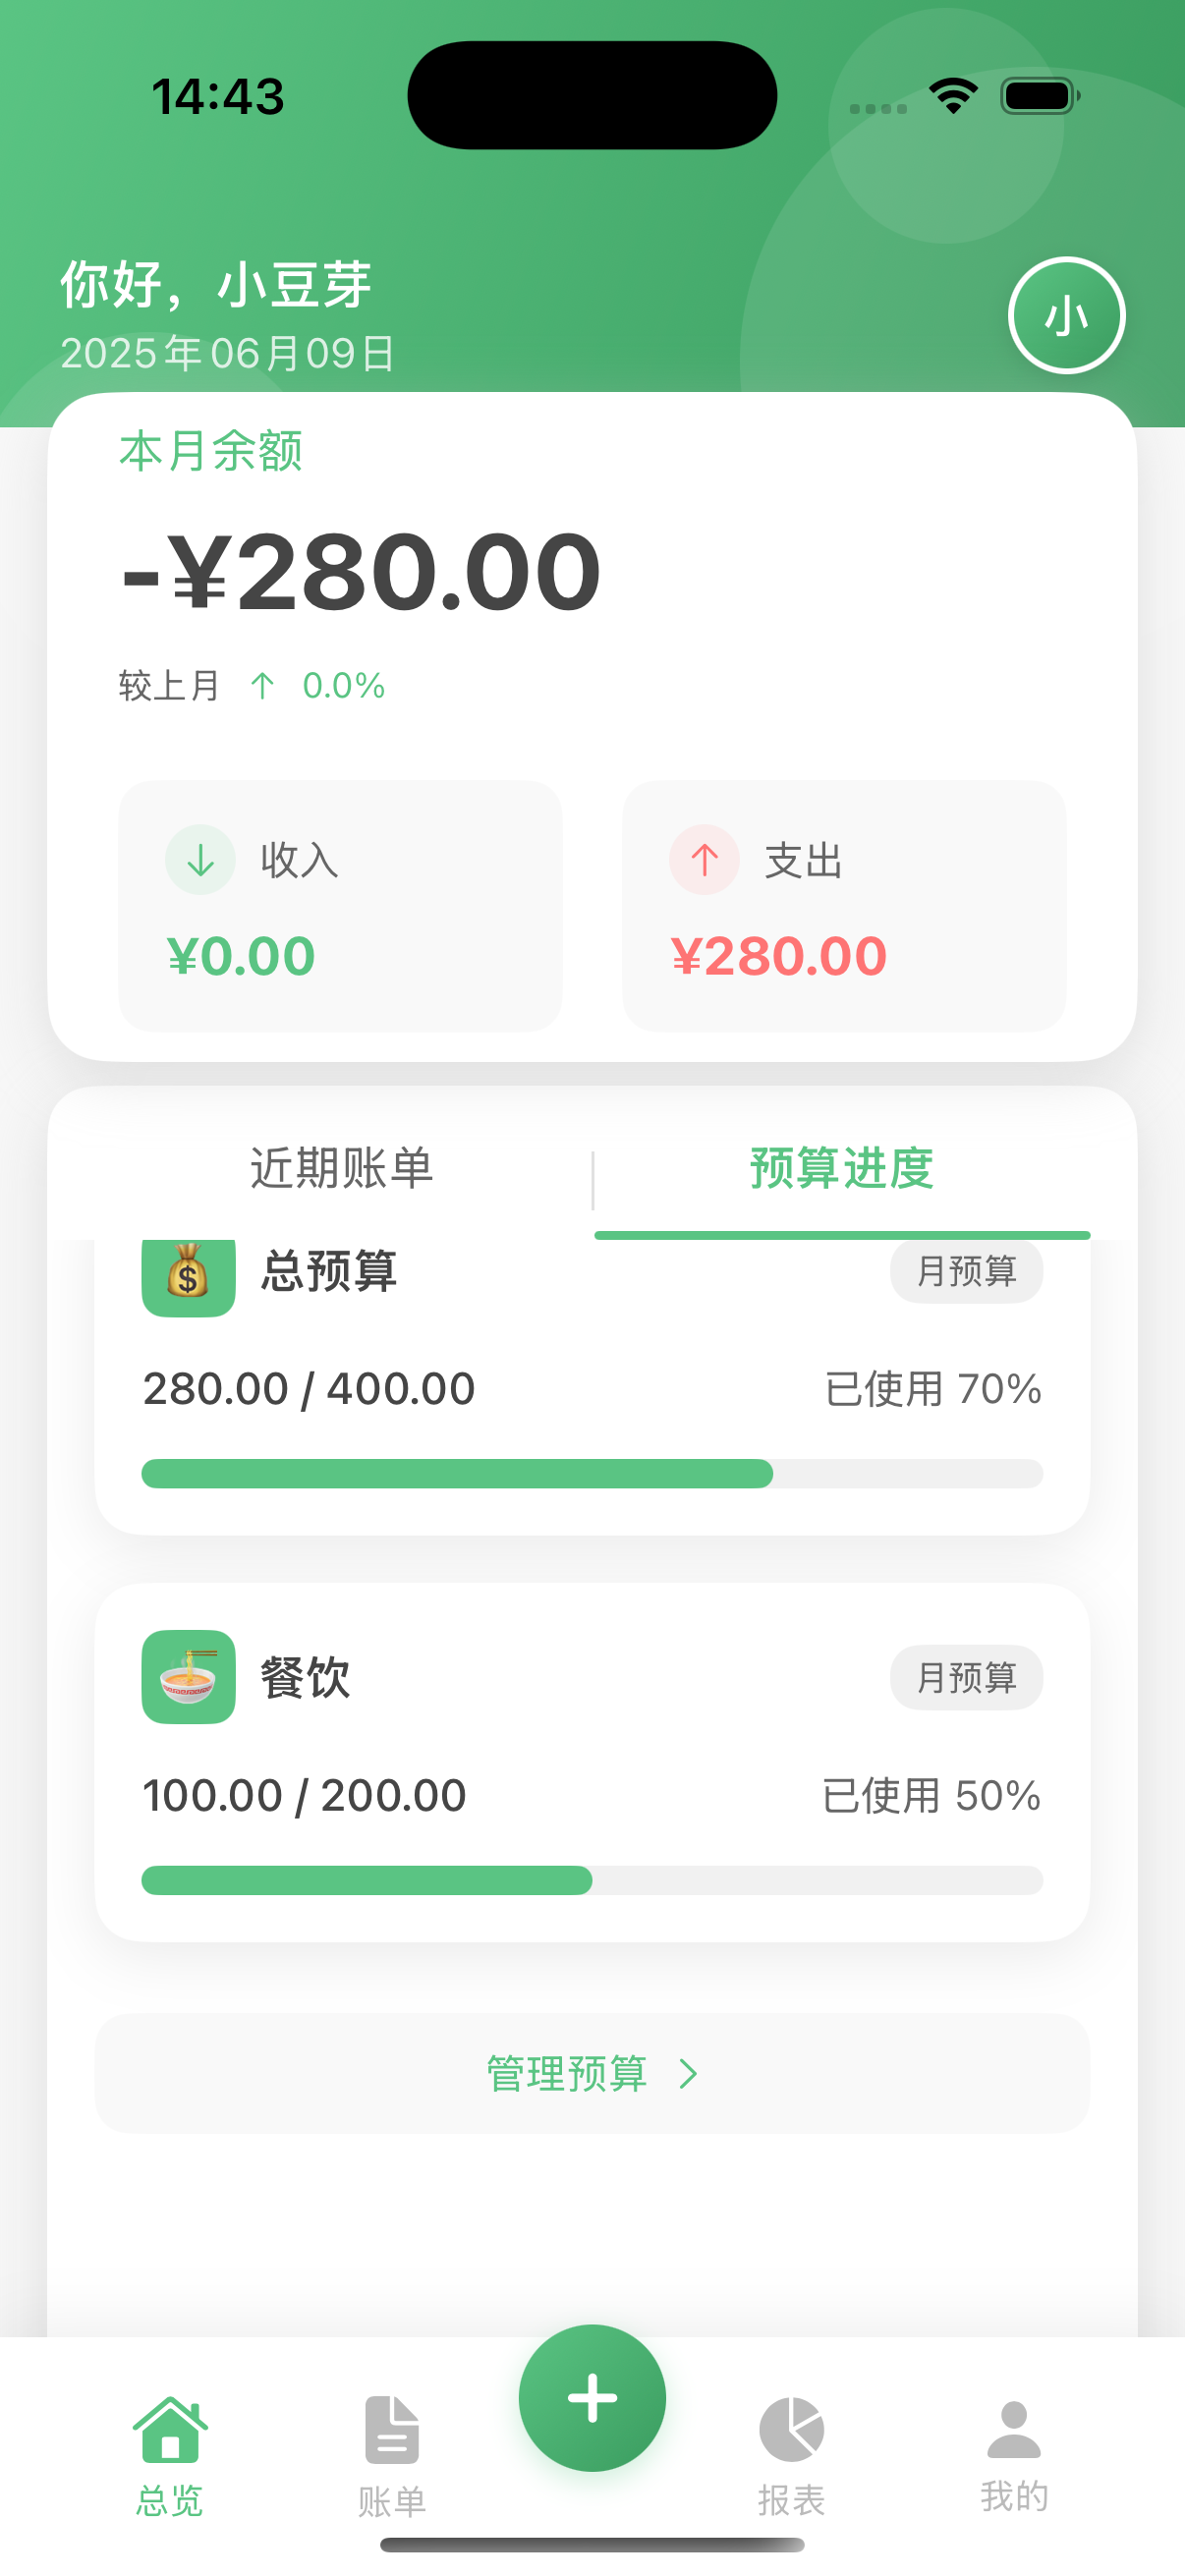 14:43
你好，小豆芽
小
2025年06月09日
本月余额
-¥280.00
较上月 ↑ 0.0%
收入
¥0.00
支出
¥280.00
近期账单
预算进度
总预算
月预算
280.00 / 400.00
已使用 70%
餐饮
月预算
100.00 / 200.00
已使用 50%
管理预算
总览
账单
报表
我的